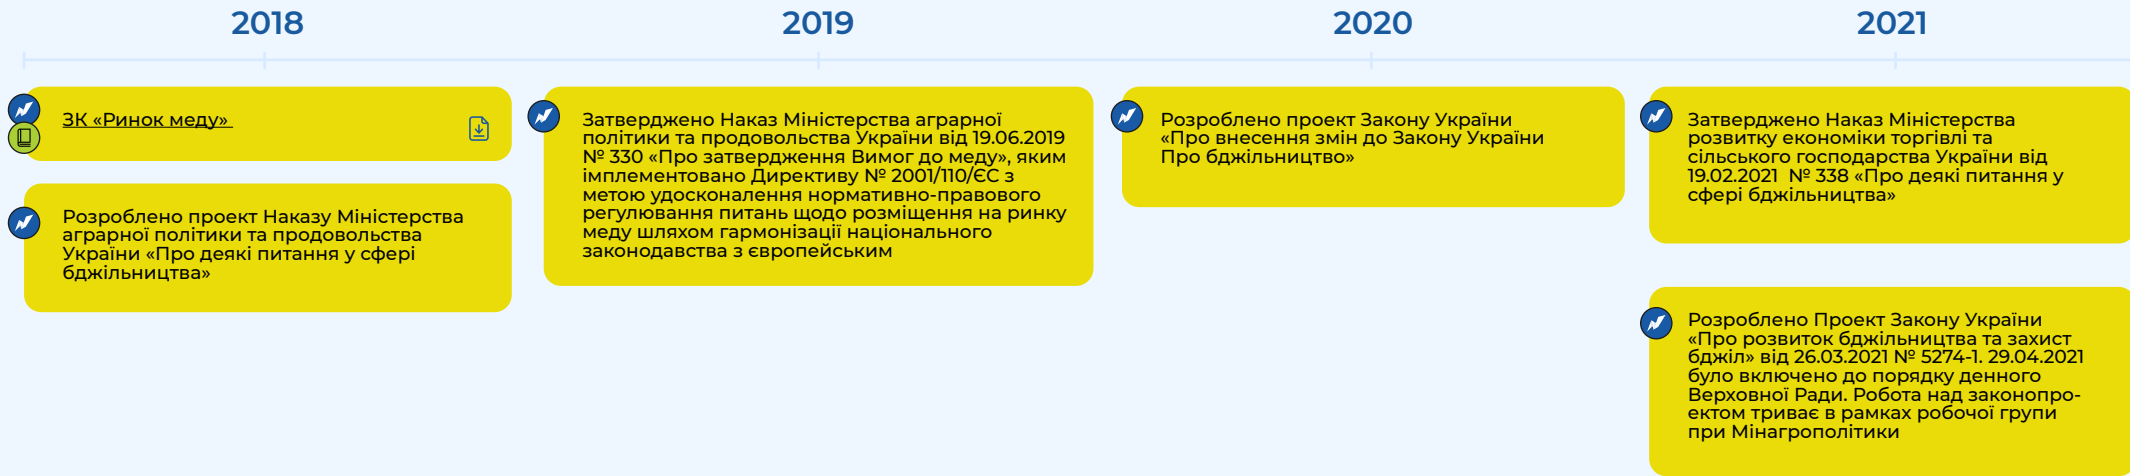 2018
2019
2020
2021
ЗК «Ринок меду»
Розроблено проект Наказу Міністерства
аграрної політики та продовольства
України «Про деякі питання у сфері
бджільництва»
Затверджено Наказ Міністерства аграрної
політики та продовольства України від 19.06.2019
№ 330 «Про затвердження Вимог до меду», яким
імплементовано Директиву № 2001/110/ЄС з
метою удосконалення нормативно-правового
регулювання питань щодо розміщення на ринку
меду шляхом гармонізації національного
законодавства з європейським
Розроблено проект Закону України
«Про внесення змін до Закону України
Про бджільництво»
Затверджено Наказ Міністерства
розвитку економіки торгівлі та
сільського господарства України від
19.02.2021 № 338 «Про деякі питання у
сфері бджільництва»
Розроблено Проект Закону України
«Про розвиток бджільництва та захист
бджіл» від 26.03.2021 № 5274-1. 29.04.2021
було включено до порядку денного
Верховної Ради. Робота над законопро-
ектом триває в рамках робочої групи
при Мінагрополітики